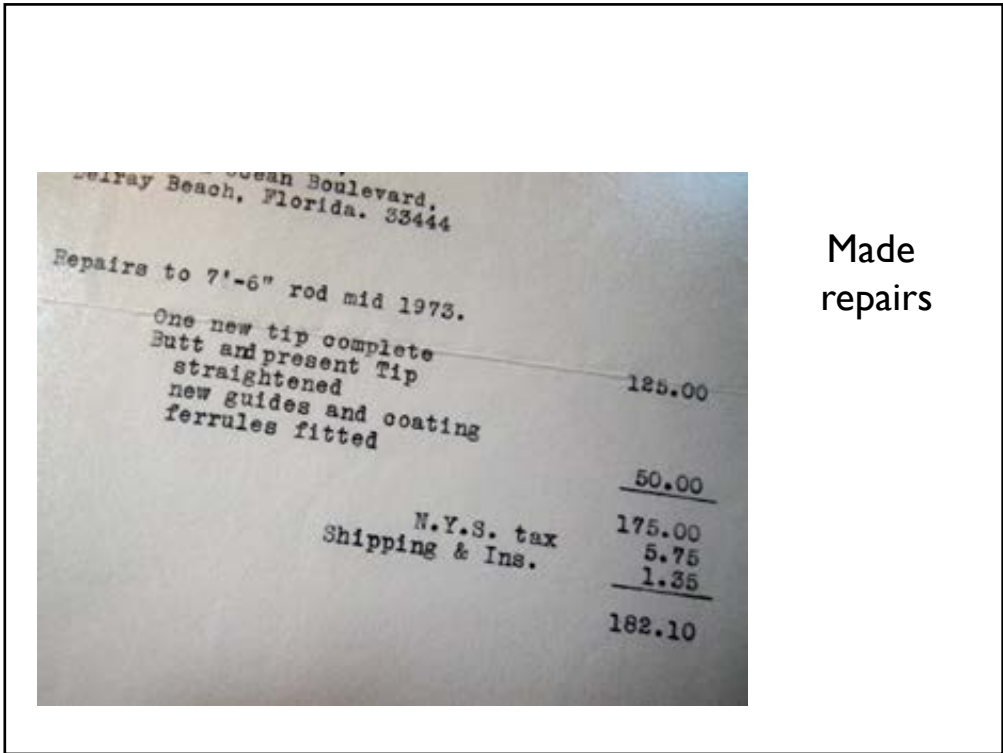 Ocean Boulevard,
Delray Beach, Florida. 33444
Repairs to 7'-6" rod mid 1973.
One new tip complete 125.00
Butt and present Tip
straightened
new guides and coating
ferrules fitted 50.00
175.00
N.Y.S. tax 5.75
Shipping & Ins. 1.35
182.10
Made
repairs